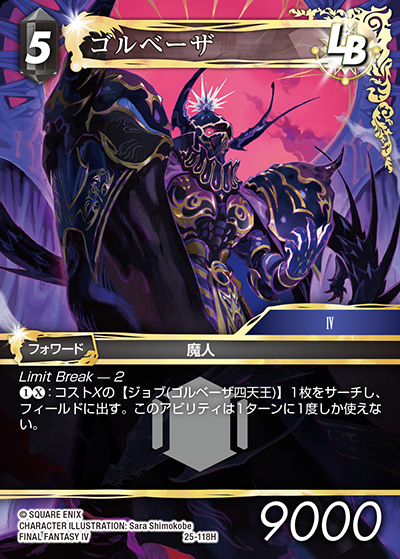 5
ゴルベーザ
LB
IV
フォワード
魔人
Limit Break — 2
❶Ⓧ：コストXの【ジョブ(ゴルベーザ四天王)】1枚をサーチし、
フィールドに出す。このアビリティは1ターンに1度しか使えな
い。
© SQUARE ENIX
CHARACTER ILLUSTRATION: Sara Shimokobe
FINAL FANTASY IV
25-118H
9000